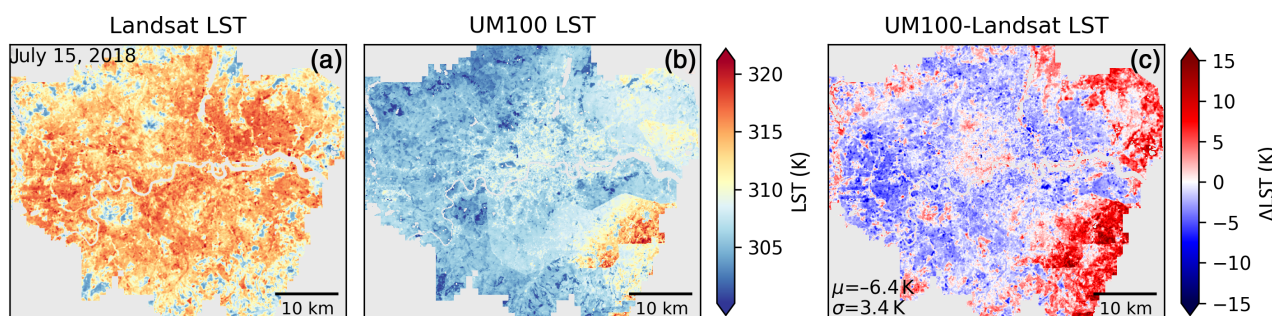 Landsat LST
UM100 LST
UM100-Landsat LST
July 15, 2018
(a)
10 km
(b)
10 km
320
315
310
305
LST (K)
(c)
μ=–6.4 K
σ=3.4 K
10 km
15
10
5
0
−5
−10
−15
ΔLST (K)